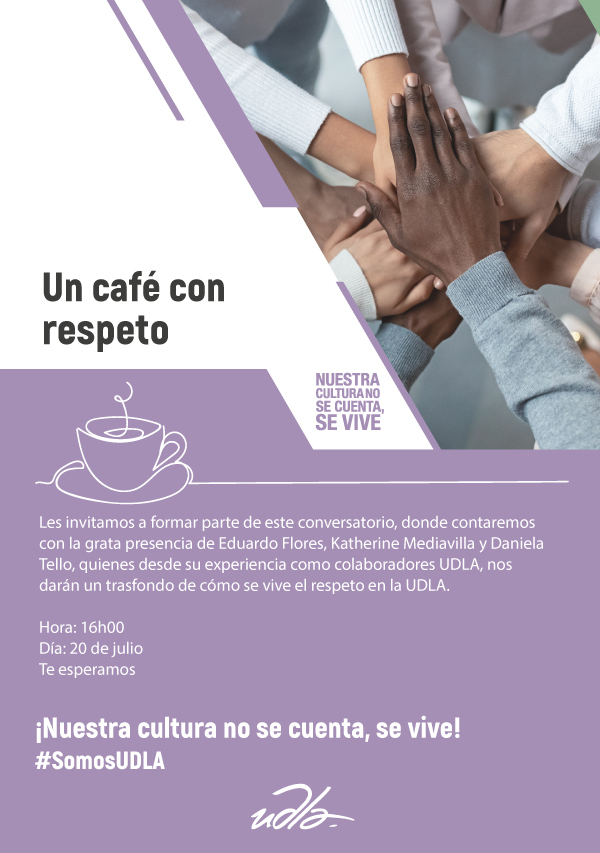 Un café con
respeto
NUESTRA
CULTURA NO
SE CUENTA,
SE VIVE
Les invitamos a formar parte de este conversatorio, donde contaremos
con la grata presencia de Eduardo Flores, Katherine Mediavilla y Daniela
Tello, quienes desde su experiencia como colaboradores UDLA, nos
darán un trasfondo de cómo se vive el respeto en la UDLA.
Hora: 16h00
Día: 20 de julio
Te esperamos
¡Nuestra cultura no se cuenta, se vive!
#SomosUDLA
udla